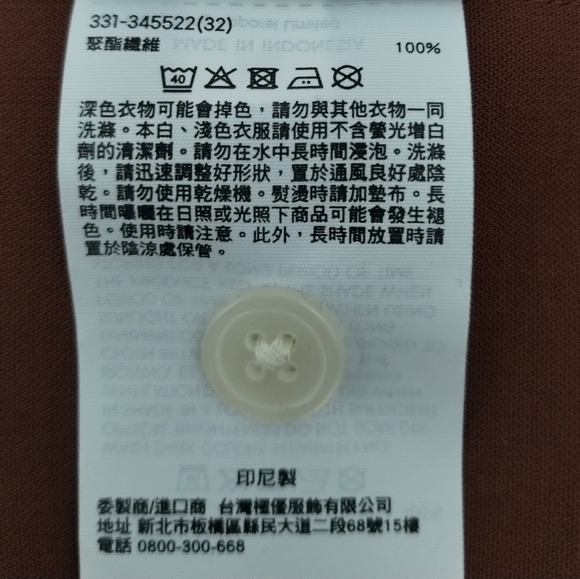 331-345522(32)
聚酯纖維 100%
40
深色衣物可能會掉色，請勿與其他衣物一同
洗滌。本白、淺色衣服請使用不含螢光增白
劑的清潔劑。請勿在水中長時間浸泡。洗滌
後，請迅速調整好形狀，置於通風良好處陰
乾。請勿使用乾燥機。熨燙時請加墊布。長
時間曝曬在日照或光照下商品可能會發生褪
色。使用時請注意。此外，長時間放置時請
置於陰涼處保管。
印尼製
委製商/進口商 台灣極優服飾有限公司
地址 新北市板橋區縣民大道二段68號15樓
電話 0800-300-668